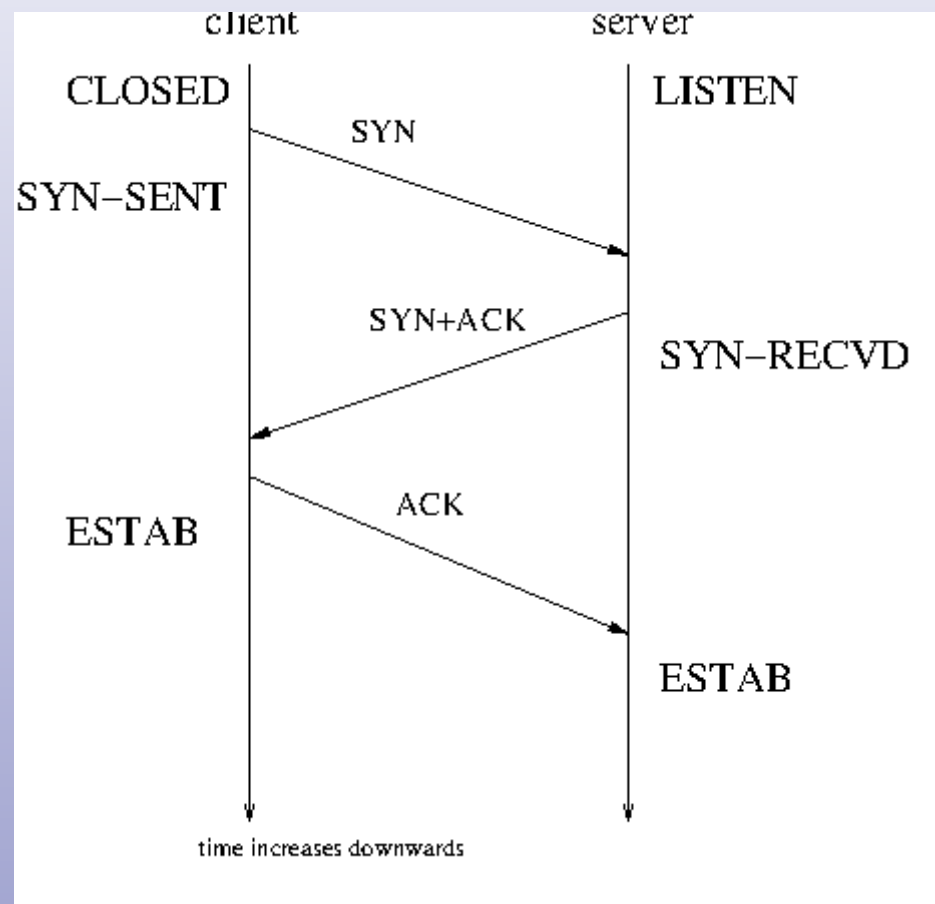 client
server
CLOSED
LISTEN
SYN
SYN−SENT
SYN+ACK
SYN−RECVD
ACK
ESTAB
ESTAB
time increases downwards